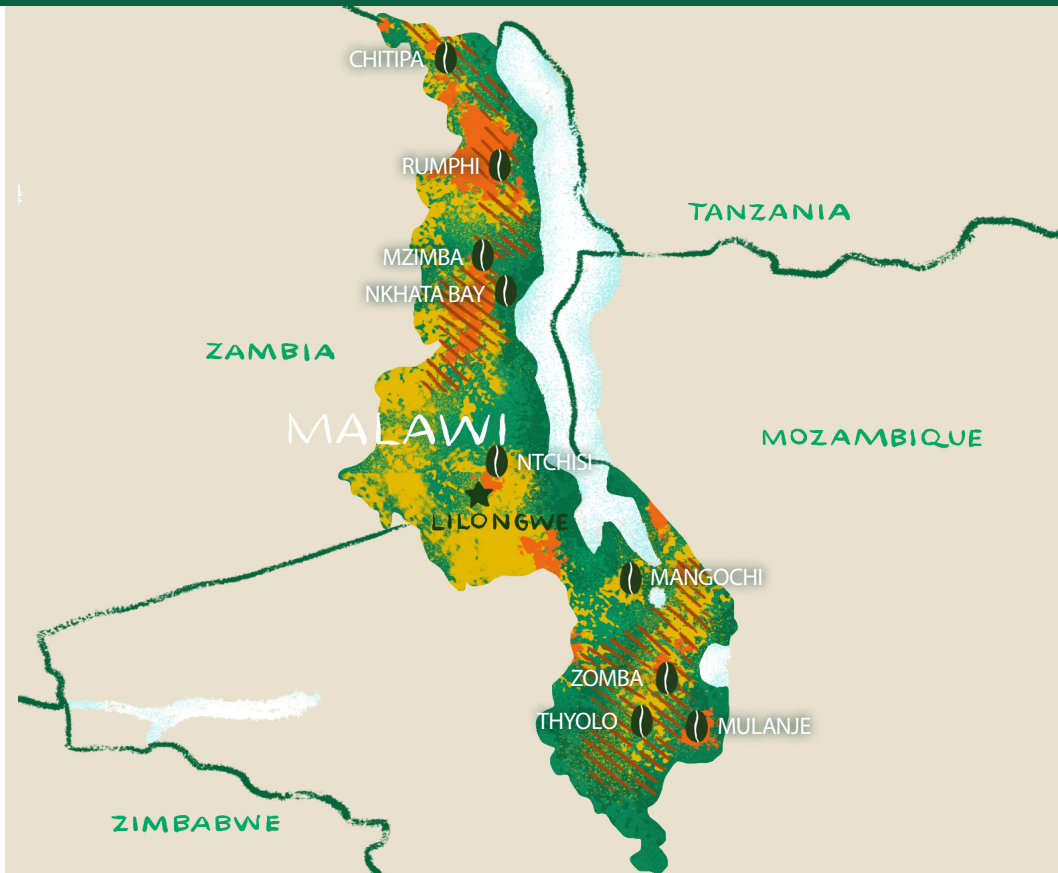 CHITIPA
RUMPHI
TANZANIA
MZIMBA
NKHATA BAY
ZAMBIA
MALAWI
MOZAMBIQUE
NTCHISI
LILONGWE
MANGOCHI
ZOMBA
THYOLO
MULANJE
ZIMBABWE